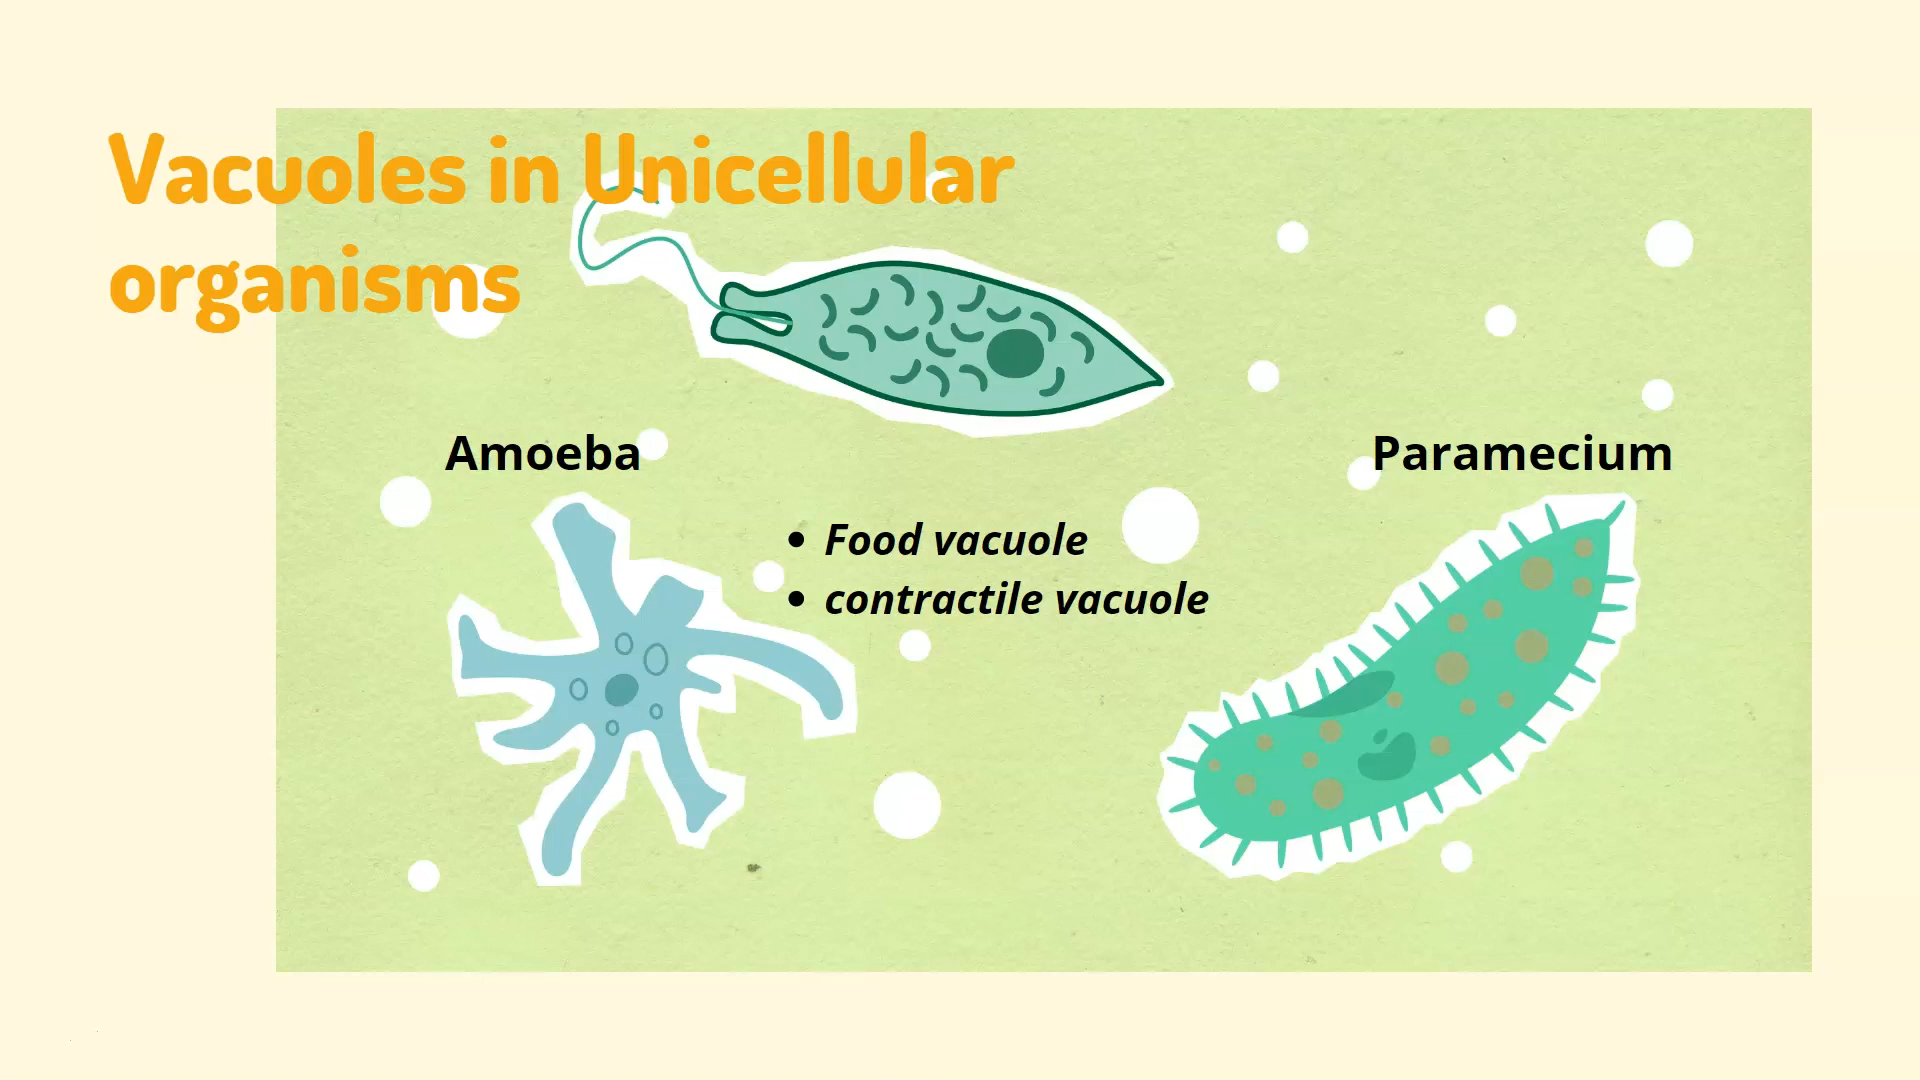 Vacuoles in Unicellular
organisms
Amoeba
Paramecium
• Food vacuole
• contractile vacuole